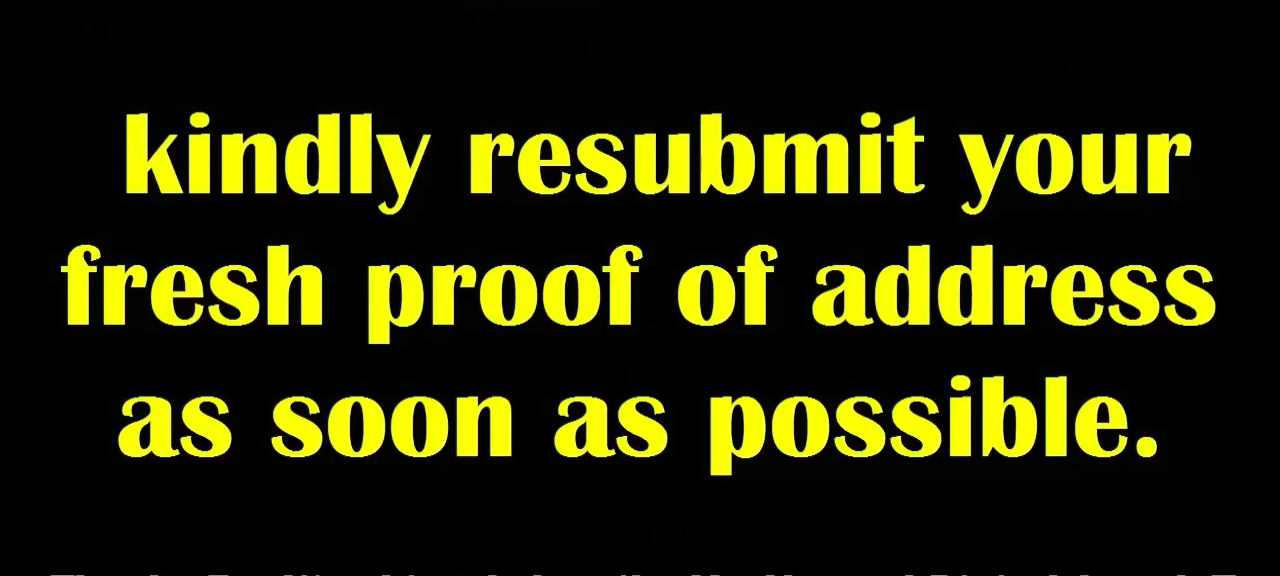 kindly resubmit your
fresh proof of address
as soon as possible.